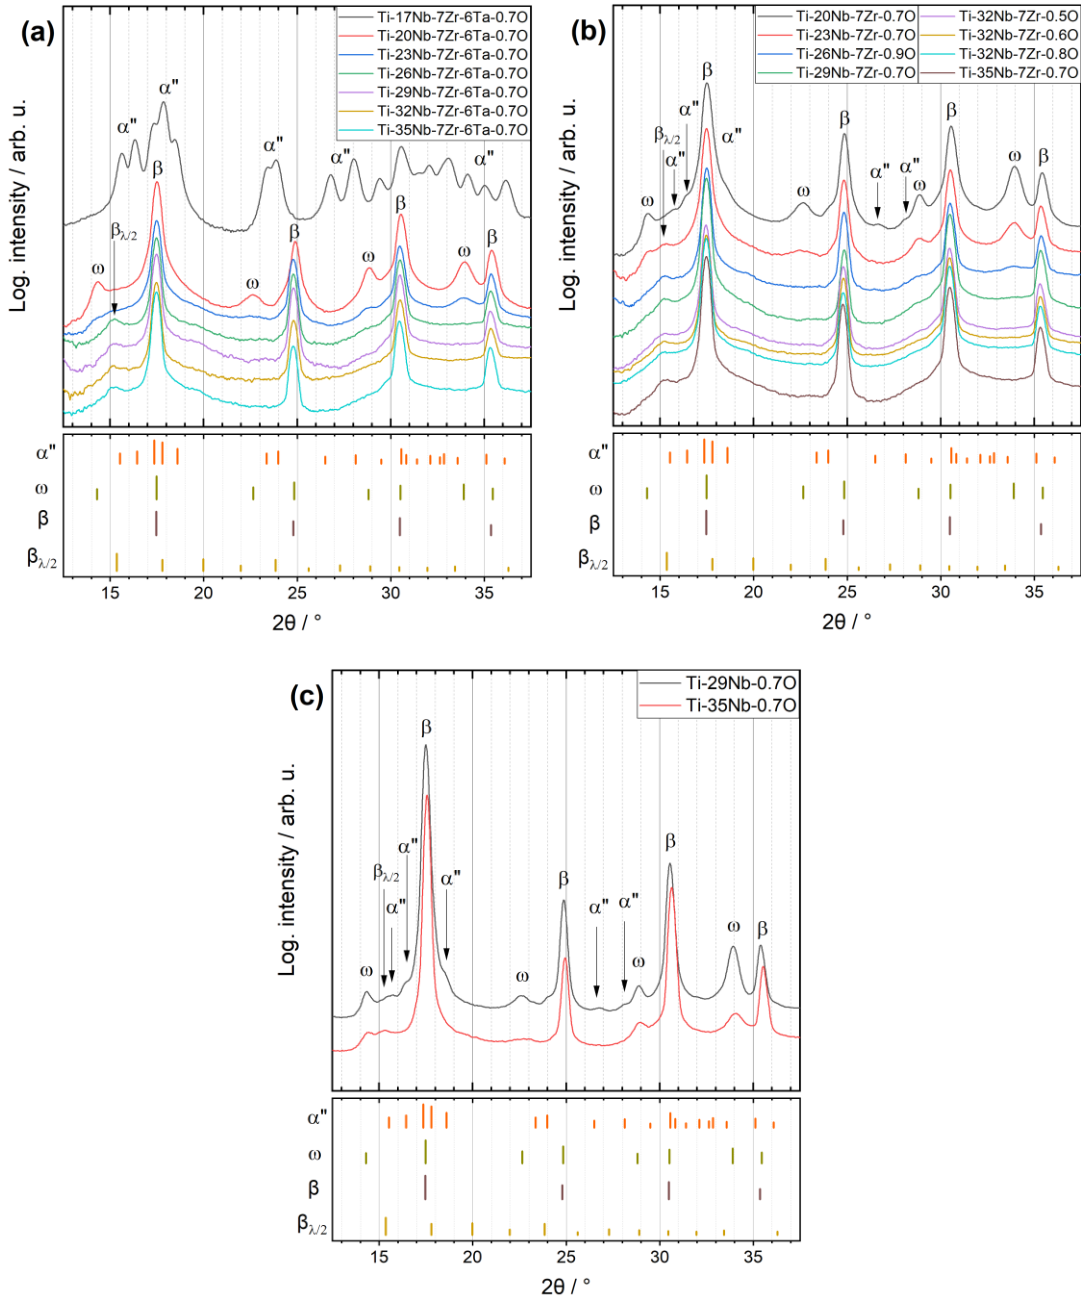 (a)
Ti-17Nb-7Zr-6Ta-0.7O
Ti-20Nb-7Zr-6Ta-0.7O
Ti-23Nb-7Zr-6Ta-0.7O
Ti-26Nb-7Zr-6Ta-0.7O
Ti-29Nb-7Zr-6Ta-0.7O
Ti-32Nb-7Zr-6Ta-0.7O
Ti-35Nb-7Zr-6Ta-0.7O
α" α" α" α" α"
β β β β
βλ/2
ω ω ω ω
Log. intensity / arb. u.
α"
ω
β
βλ/2
15 20 25 30 35
2θ / °
(b)
Ti-20Nb-7Zr-0.7O Ti-32Nb-7Zr-0.5O
Ti-23Nb-7Zr-0.7O Ti-32Nb-7Zr-0.6O
Ti-26Nb-7Zr-0.9O Ti-32Nb-7Zr-0.8O
Ti-29Nb-7Zr-0.7O Ti-35Nb-7Zr-0.7O
β β β β
βλ/2 α" α" α" α" α"
ω ω ω ω
Log. intensity / arb. u.
α"
ω
β
βλ/2
15 20 25 30 35
2θ / °
(c)
Ti-29Nb-0.7O
Ti-35Nb-0.7O
β β β β
βλ/2 α" α" α" α" α"
ω ω ω ω
Log. intensity / arb. u.
α"
ω
β
βλ/2
15 20 25 30 35
2θ / °